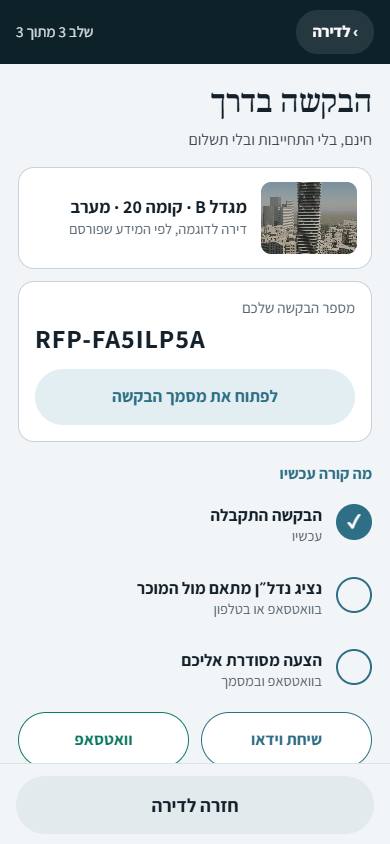 ‹ לדירה
שלב 3 מתוך 3
הבקשה בדרך
חינם, בלי התחייבות ובלי תשלום
מגדל B · קומה 20 · מערב
דירה לדוגמה, לפי המידע שפורסם
מספר הבקשה שלכם
RFP-FA5ILP5A
לפתוח את מסמך הבקשה
מה קורה עכשיו
הבקשה התקבלה
עכשיו
נציג נדל״ן מתאם מול המוכר
בוואטסאפ או בטלפון
הצעה מסודרת אליכם
בוואטסאפ ובמסמך
שיחת וידאו
וואטסאפ
חזרה לדירה